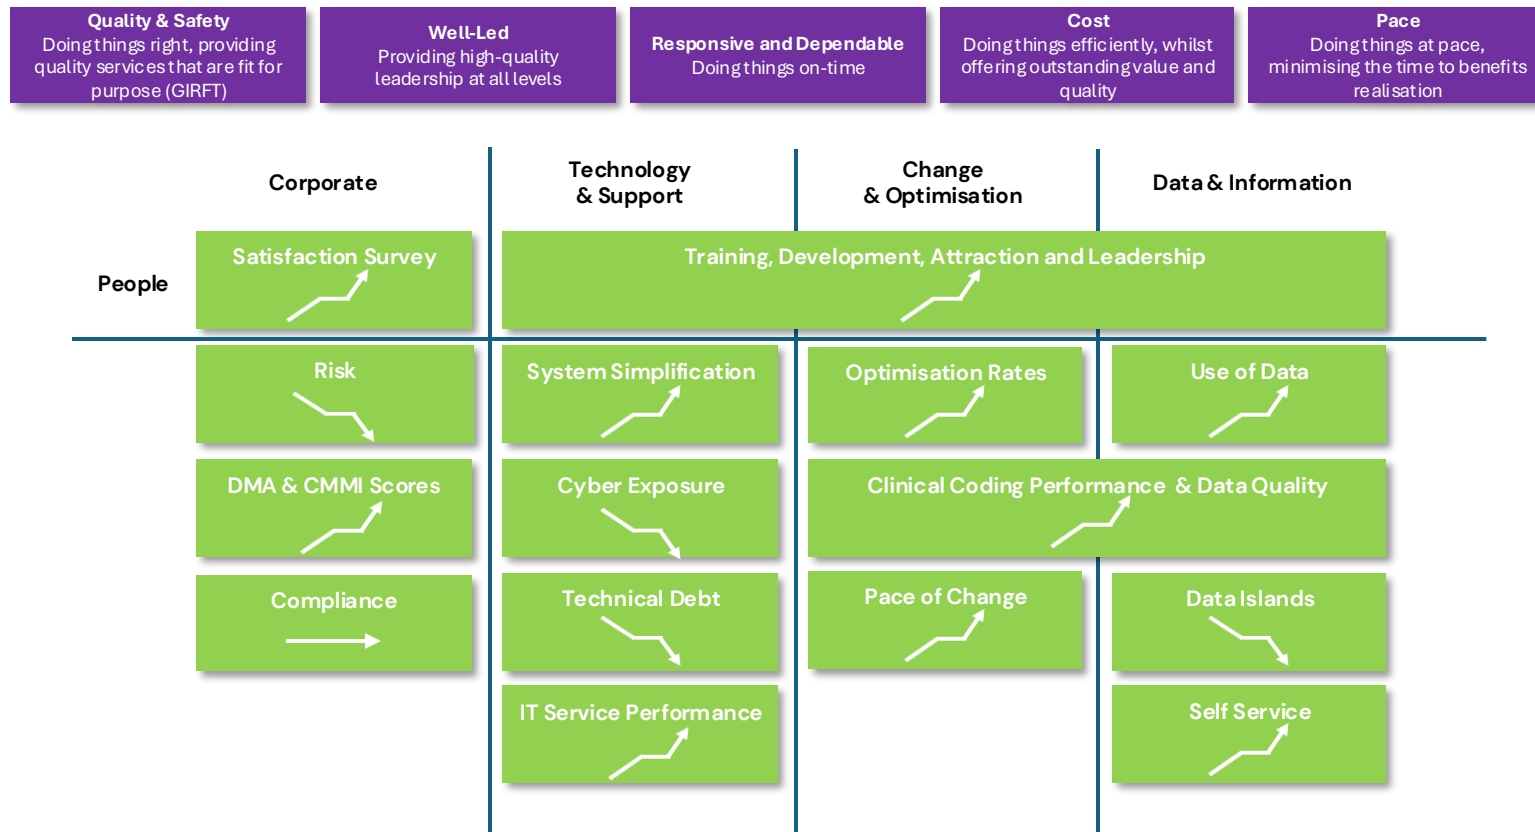 Quality & Safety
Doing things right, providing
quality services that are fit for
purpose (GIRFT)
Well-Led
Providing high-quality
leadership at all levels
Responsive and Dependable
Doing things on-time
Cost
Doing things efficiently, whilst
offering outstanding value and
quality
Pace
Doing things at pace,
minimising the time to benefits
realisation
Corporate
Technology
& Support
Change
& Optimisation
Data & Information
People
Satisfaction Survey
Training, Development, Attraction and Leadership
Risk
System Simplification
Optimisation Rates
Use of Data
DMA & CMMI Scores
Cyber Exposure
Clinical Coding Performance & Data Quality
Compliance
Technical Debt
Pace of Change
Data Islands
IT Service Performance
Self Service